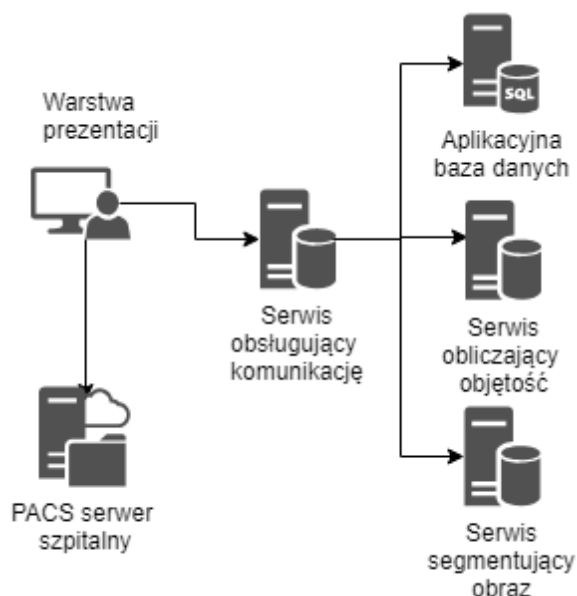 Warstwa
prezentacji
SQL
Aplikacyjna
baza danych
Serwis
obsługujący
komunikację
Serwis
obliczający
objętość
PACS serwer
szpitalny
Serwis
segmentujący
obraz